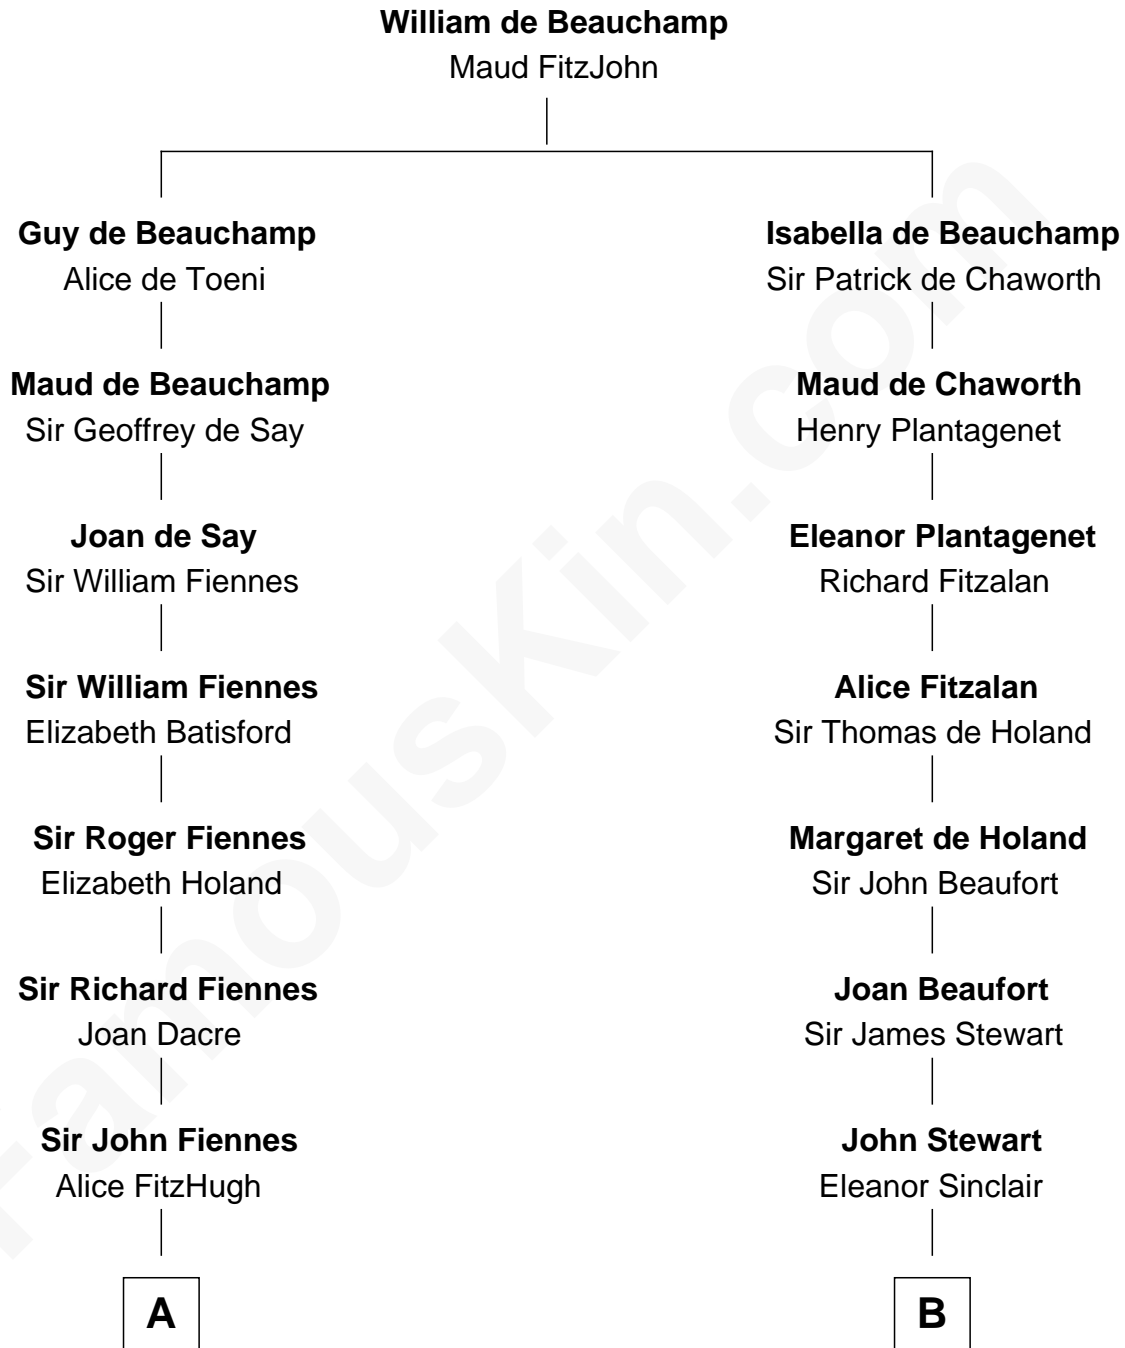 William de Beauchamp
Maud FitzJohn
Guy de Beauchamp
Alice de Toeni
Isabella de Beauchamp
Sir Patrick de Chaworth
Maud de Beauchamp
Sir Geoffrey de Say
Maud de Chaworth
Henry Plantagenet
Joan de Say
Sir William Fiennes
Eleanor Plantagenet
Richard Fitzalan
Sir William Fiennes
Elizabeth Batisford
Alice Fitzalan
Sir Thomas de Holand
Sir Roger Fiennes
Elizabeth Holand
Margaret de Holand
Sir John Beaufort
Sir Richard Fiennes
Joan Dacre
Joan Beaufort
Sir James Stewart
Sir John Fiennes
Alice FitzHugh
John Stewart
Eleanor Sinclair
A
B
FamousKin.com